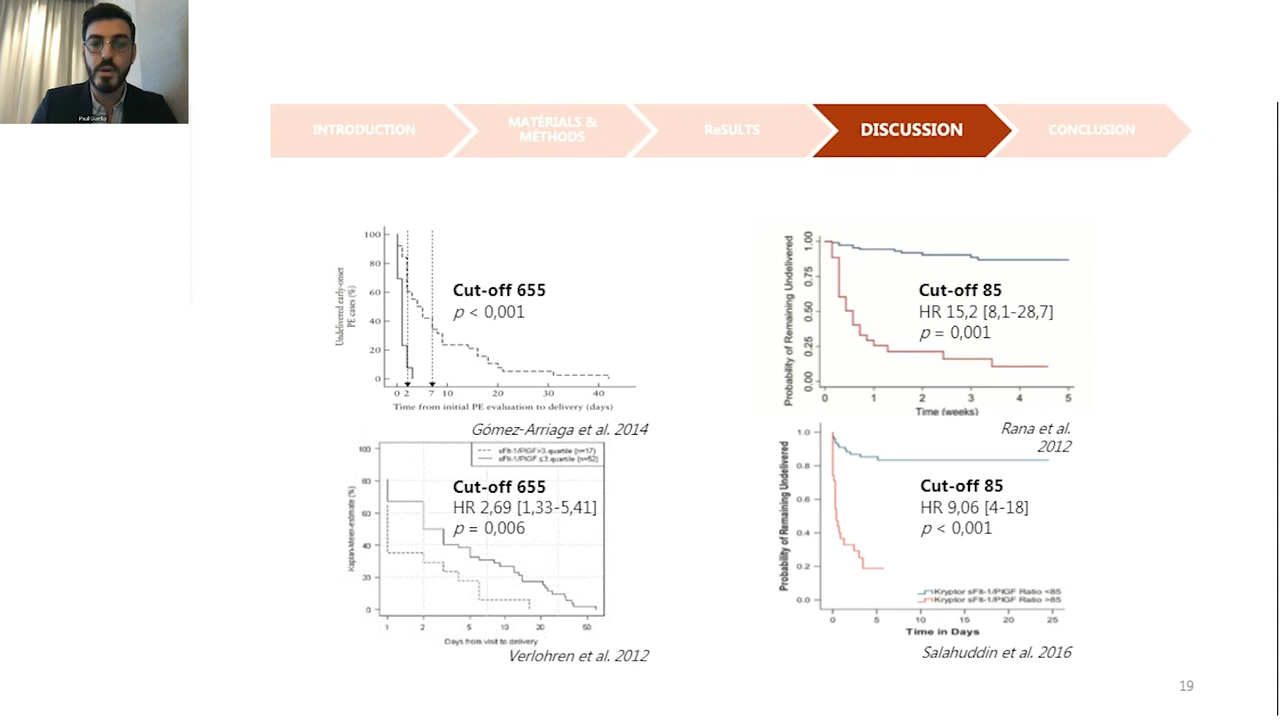 INTRODUCTION
MATÉRIALS &
MÉTHODS
ReSULTS
DISCUSSION
CONCLUSION
Undelivered early-onset
PE cases (%)
100
80
60
40
20
0
Cut-off 655
p < 0,001
0 2 7 10 20 30 40
Time from initial PE evaluation to delivery (days)
Gómez-Arriaga et al. 2014
Probability of Remaining Undelivered
1.00
0.75
0.50
0.25
0.00
Cut-off 85
HR 15,2 [8,1-28,7]
p = 0,001
0 1 2 3 4 5
Time (weeks)
Rana et al.
2012
Kaplan-Meier-estimate (%)
100
80
60
40
20
0
sFlt-1/PlGF>3.quartile (n=17)
sFlt-1/PlGF ≤3.quartile (n=52)
Cut-off 655
HR 2,69 [1,33-5,41]
p = 0,006
1 2 5 10 20 50
Days from visit to delivery
Verlohren et al. 2012
Probability of Remaining Undelivered
1.0
0.8
0.6
0.4
0.2
0.0
Cut-off 85
HR 9,06 [4-18]
p < 0,001
Kryptor sFlt-1/PlGF Ratio <85
Kryptor sFlt-1/PlGF Ratio >85
0 5 10 15 20 25
Time in Days
Salahuddin et al. 2016
19